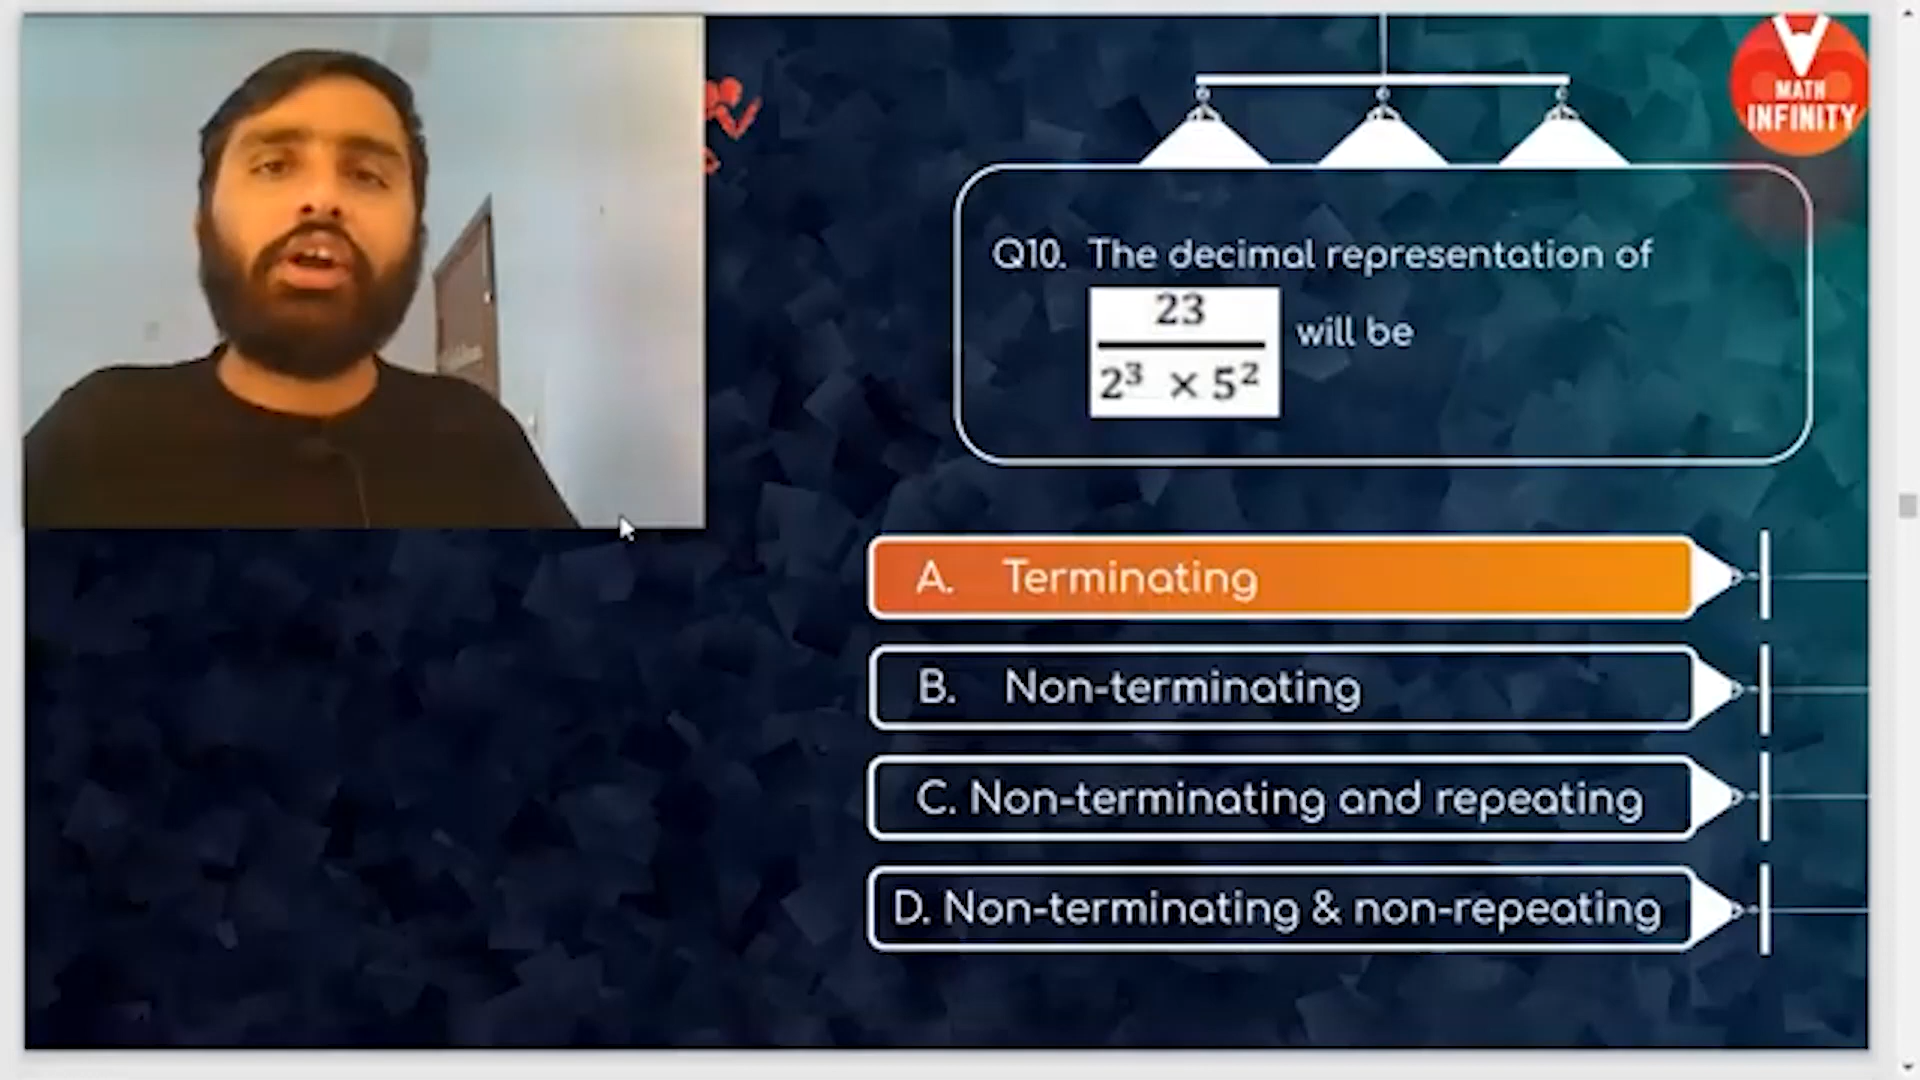 MATH
INFINITY
Q10. The decimal representation of
23
2³ × 5²
will be
A. Terminating
B. Non-terminating
C. Non-terminating and repeating
D. Non-terminating & non-repeating